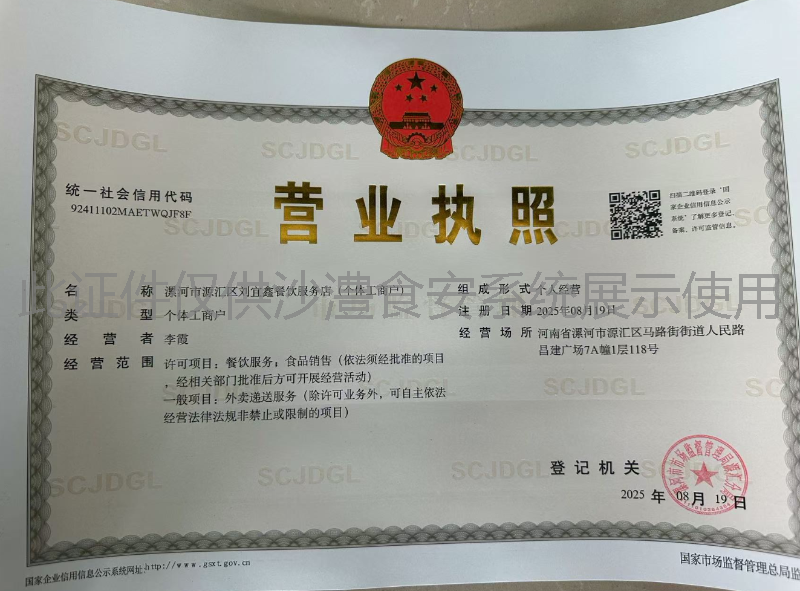 营业执照
统一社会信用代码
92411102MAETWQJF8F
扫描二维码登录‘国
家企业信用信息公示
系统’了解更多登记、
备案、许可监管信息。
名 称 漯河市源汇区刘宜鑫餐饮服务店（个体工商户）
类 型 个体工商户
经 营 者 李霞
经 营 范 围 许可项目：餐饮服务；食品销售（依法须经批准的项目
，经相关部门批准后方可开展经营活动）
一般项目：外卖递送服务（除许可业务外，可自主依法
经营法律法规非禁止或限制的项目）
组 成 形 式 个人经营
注 册 日 期 2025年08月19日
经 营 场 所 河南省漯河市源汇区马路街街道人民路
昌建广场7A幢1层118号
此证件仅供沙澧食安系统展示使用
登记机关
2025 年 08 月 19 日
国家企业信用信息公示系统网址:http://www.gsxt.gov.cn
国家市场监督管理总局监
SCJDGL
SCJDGL
SCJDGL
SCJDGL
SCJDGL
SCJDGL
SCJDGL